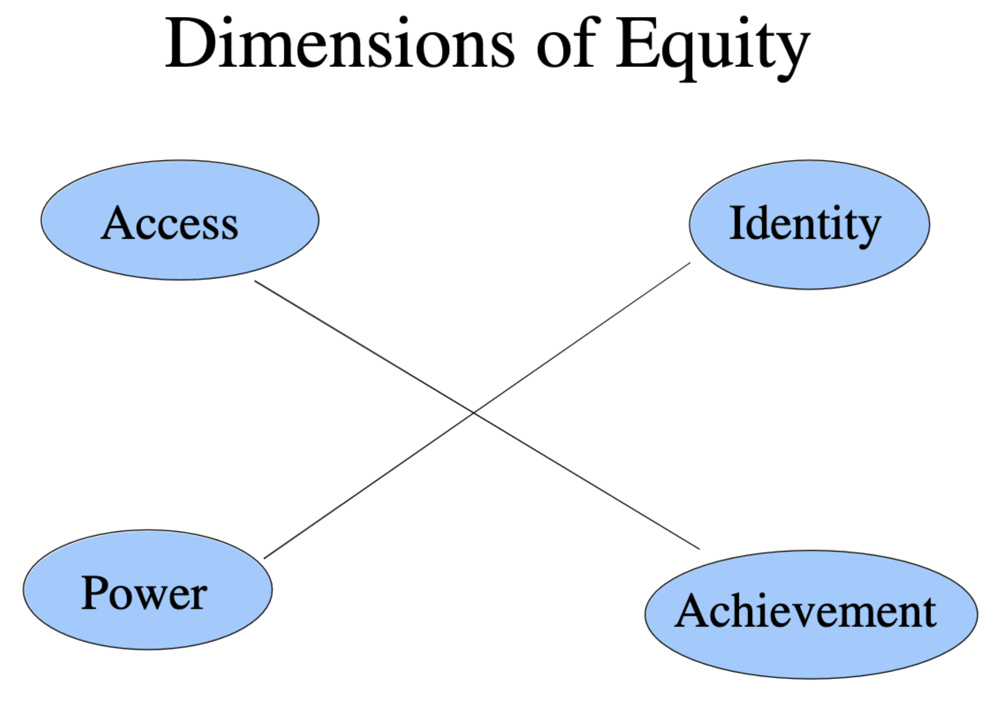 Dimensions of Equity
Access
Identity
Power
Achievement